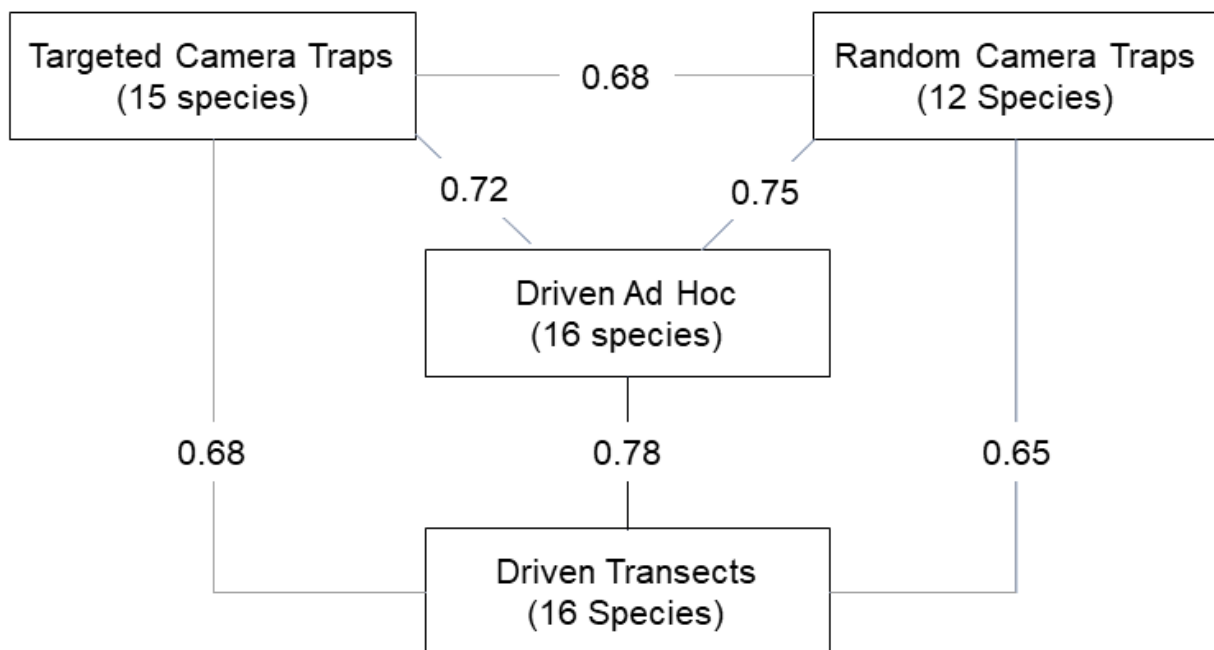 Targeted Camera Traps
(15 species)
0.68
Random Camera Traps
(12 Species)
0.72
0.75
Driven Ad Hoc
(16 species)
0.68
0.78
0.65
Driven Transects
(16 Species)